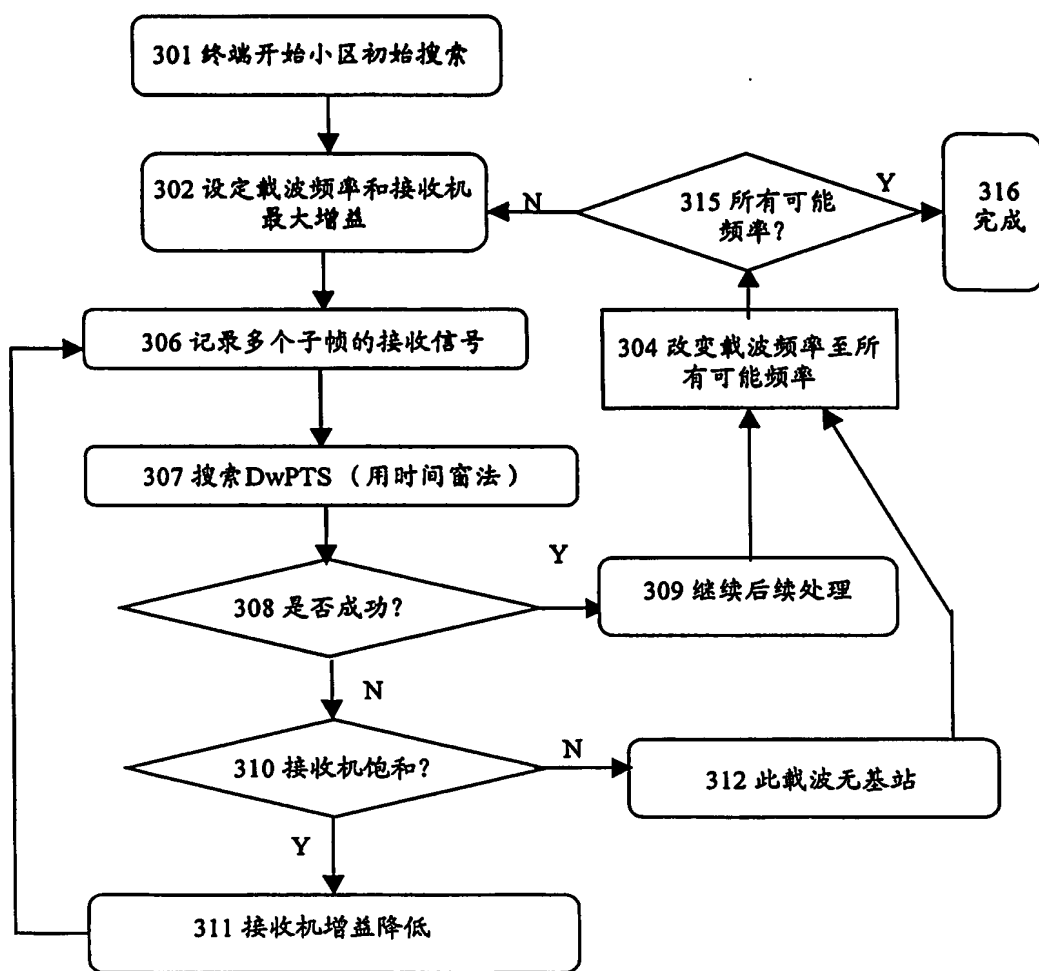 301 终端开始小区初始搜索
302 设定载波频率和接收机
最大增益
N
315 所有可能
频率?
Y
316
完成
306 记录多个子帧的接收信号
304 改变载波频率至所
有可能频率
307 搜索DwPTS （用时间窗法）
308 是否成功?
Y
309 继续后续处理
N
310 接收机饱和?
N
312 此载波无基站
Y
311 接收机增益降低